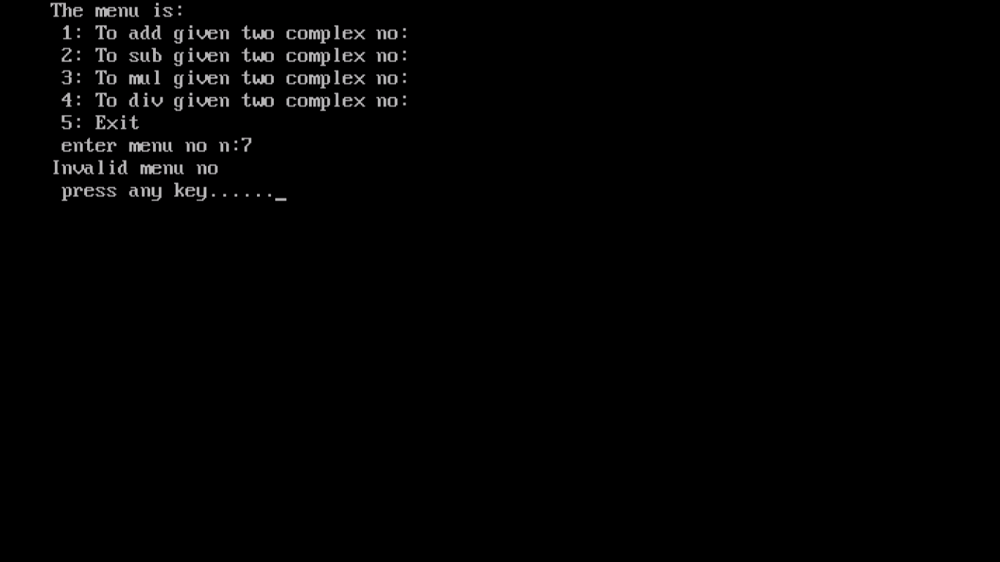 The menu is:
1: To add given two complex no:
2: To sub given two complex no:
3: To mul given two complex no:
4: To div given two complex no:
5: Exit
enter menu no n:7
Invalid menu no
press any key......_